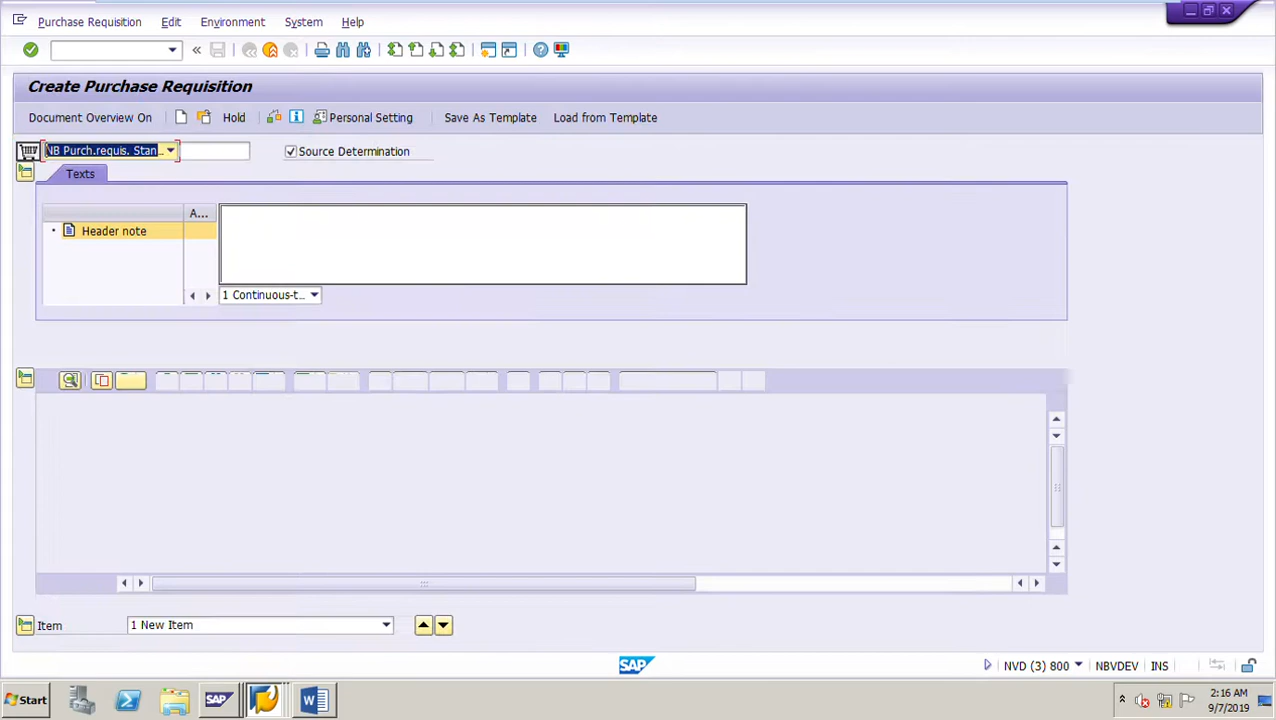 Purchase Requisition Edit Environment System Help
Create Purchase Requisition
Document Overview On Hold Personal Setting Save As Template Load from Template
NB Purch.requis. Stan... Source Determination
Texts
A...
Header note
1 Continuous-t...
Item 1 New Item
SAP NVD (3) 800 NBVDEV INS
Start SAP 2:16 AM
9/7/2019